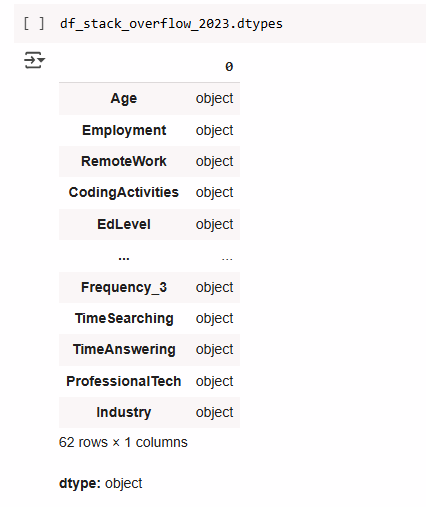 [ ] df_stack_overflow_2023.dtypes
0
Age object
Employment object
RemoteWork object
CodingActivities object
EdLevel object
... ...
Frequency_3 object
TimeSearching object
TimeAnswering object
ProfessionalTech object
Industry object
62 rows × 1 columns
dtype: object